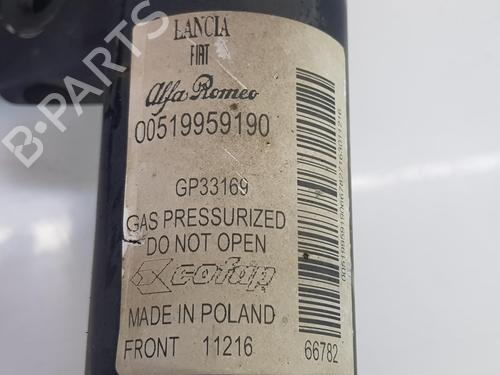 LANCIA
FIAT
Alfa Romeo
00519959190
GP33169
GAS PRESSURIZED
DO NOT OPEN
cofap
MADE IN POLAND
FRONT 11216
66782
B-PARTS